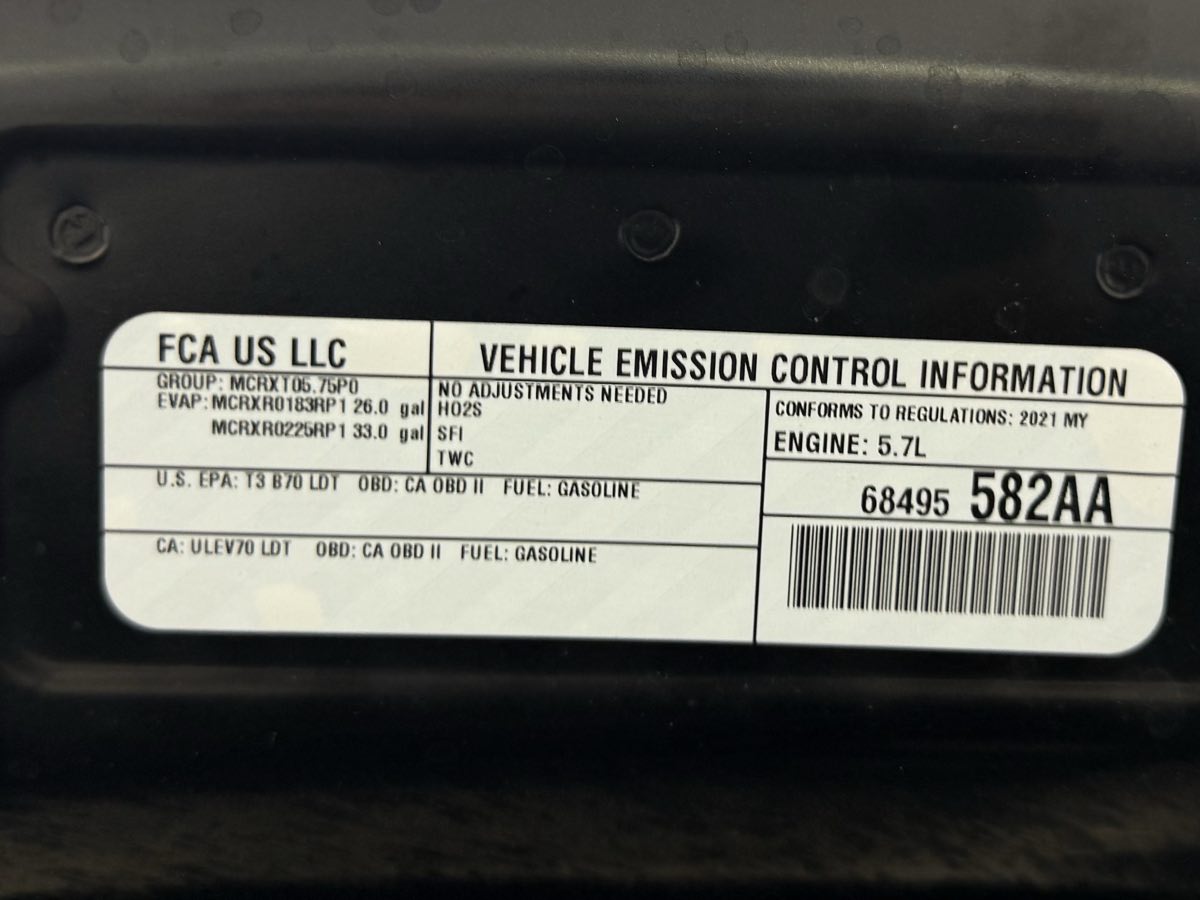 FCA US LLC
VEHICLE EMISSION CONTROL INFORMATION
GROUP: MCRXT05.75P0
EVAP: MCRXR0183RP1 26.0 gal
MCRXR0225RP1 33.0 gal
NO ADJUSTMENTS NEEDED
HO2S
SFI
TWC
CONFORMS TO REGULATIONS: 2021 MY
ENGINE: 5.7L
68495 582AA
U.S. EPA: T3 B70 LDT OBD: CA OBD II FUEL: GASOLINE
CA: ULEV70 LDT OBD: CA OBD II FUEL: GASOLINE